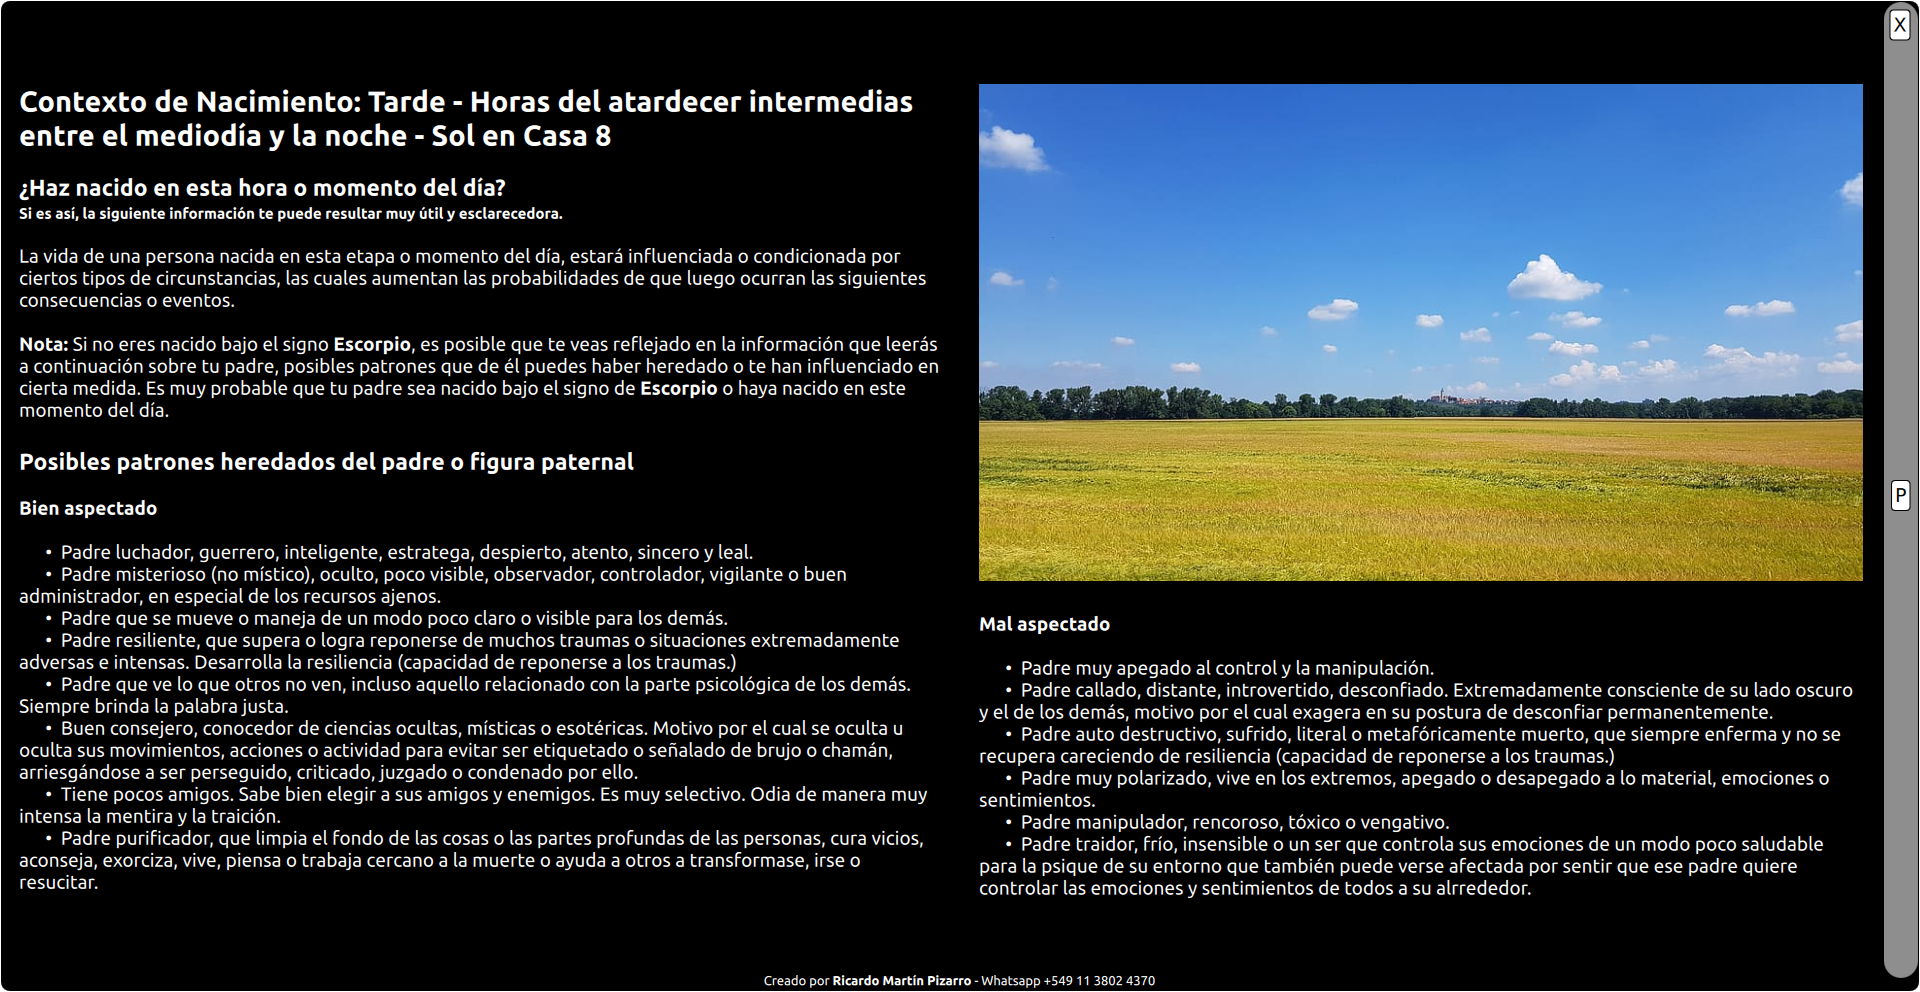 Contexto de Nacimiento: Tarde - Horas del atardecer intermedias
entre el mediodía y la noche - Sol en Casa 8
¿Haz nacido en esta hora o momento del día?
Si es así, la siguiente información te puede resultar muy útil y esclarecedora.
La vida de una persona nacida en esta etapa o momento del día, estará influenciada o condicionada por
ciertos tipos de circunstancias, las cuales aumentan las probabilidades de que luego ocurran las siguientes
consecuencias o eventos.
Nota: Si no eres nacido bajo el signo Escorpio, es posible que te veas reflejado en la información que leerás
a continuación sobre tu padre, posibles patrones que de él puedes haber heredado o te han influenciado en
cierta medida. Es muy probable que tu padre sea nacido bajo el signo de Escorpio o haya nacido en este
momento del día.
Posibles patrones heredados del padre o figura paternal
Bien aspectado
• Padre luchador, guerrero, inteligente, estratega, despierto, atento, sincero y leal.
• Padre misterioso (no místico), oculto, poco visible, observador, controlador, vigilante o buen
administrador, en especial de los recursos ajenos.
• Padre que se mueve o maneja de un modo poco claro o visible para los demás.
• Padre resiliente, que supera o logra reponerse de muchos traumas o situaciones extremadamente
adversas e intensas. Desarrolla la resiliencia (capacidad de reponerse a los traumas.)
• Padre que ve lo que otros no ven, incluso aquello relacionado con la parte psicológica de los demás.
Siempre brinda la palabra justa.
• Buen consejero, conocedor de ciencias ocultas, místicas o esotéricas. Motivo por el cual se oculta u
oculta sus movimientos, acciones o actividad para evitar ser etiquetado o señalado de brujo o chamán,
arriesgándose a ser perseguido, criticado, juzgado o condenado por ello.
• Tiene pocos amigos. Sabe bien elegir a sus amigos y enemigos. Es muy selectivo. Odia de manera muy
intensa la mentira y la traición.
• Padre purificador, que limpia el fondo de las cosas o las partes profundas de las personas, cura vicios,
aconseja, exorciza, vive, piensa o trabaja cercano a la muerte o ayuda a otros a transformase, irse o
resucitar.
Mal aspectado
• Padre muy apegado al control y la manipulación.
• Padre callado, distante, introvertido, desconfiado. Extremadamente consciente de su lado oscuro
y el de los demás, motivo por el cual exagera en su postura de desconfiar permanentemente.
• Padre auto destructivo, sufrido, literal o metafóricamente muerto, que siempre enferma y no se
recupera careciendo de resiliencia (capacidad de reponerse a los traumas.)
• Padre muy polarizado, vive en los extremos, apegado o desapegado a lo material, emociones o
sentimientos.
• Padre manipulador, rencoroso, tóxico o vengativo.
• Padre traidor, frío, insensible o un ser que controla sus emociones de un modo poco saludable
para la psique de su entorno que también puede verse afectada por sentir que ese padre quiere
controlar las emociones y sentimientos de todos a su alrrededor.
X
P
Creado por Ricardo Martín Pizarro - Whatsapp +549 11 3802 4370